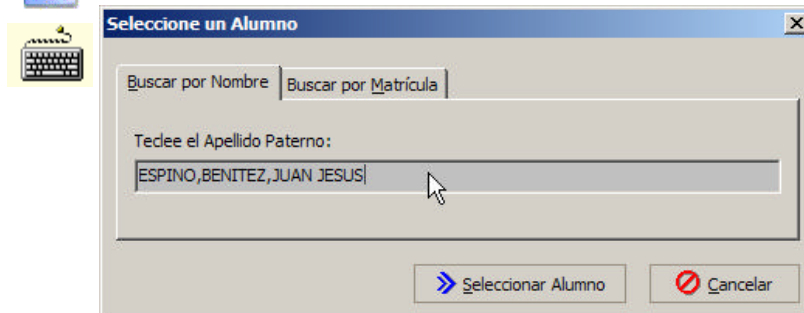 Seleccione un Alumno
Buscar por Nombre Buscar por Matrícula
Teclee el Apellido Paterno:
ESPINO,BENITEZ,JUAN JESUS
Seleccionar Alumno Cancelar